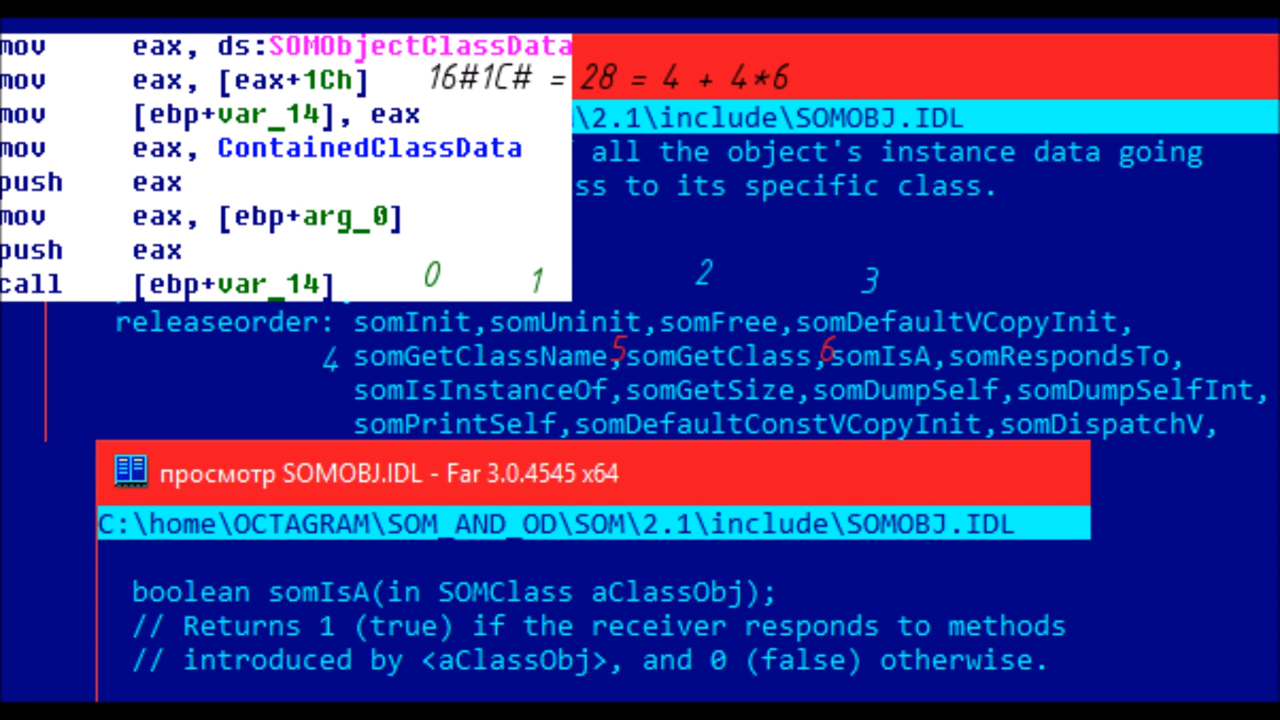 mov eax, ds:SOMObjectClassData
mov eax, [eax+1Ch] 16#1C# = 28 = 4 + 4*6
mov [ebp+var_14], eax \2.1\include\SOMOBJ.IDL
mov eax, ContainedClassData all the object's instance data going
push eax ss to its specific class.
mov eax, [ebp+arg_0]
push eax
call [ebp+var_14] 0 1 2 3
releaseorder: somInit,somUninit,somFree,somDefaultVCopyInit,
4 somGetClassName,5somGetClass,6somIsA,somRespondsTo,
somIsInstanceOf,somGetSize,somDumpSelf,somDumpSelfInt,
somPrintSelf,somDefaultConstVCopyInit,somDispatchV,
просмотр SOMOBJ.IDL - Far 3.0.4545 x64
C:\home\OCTAGRAM\SOM_AND_OD\SOM\2.1\include\SOMOBJ.IDL
boolean somIsA(in SOMClass aClassObj);
// Returns 1 (true) if the receiver responds to methods
// introduced by <aClassObj>, and 0 (false) otherwise.